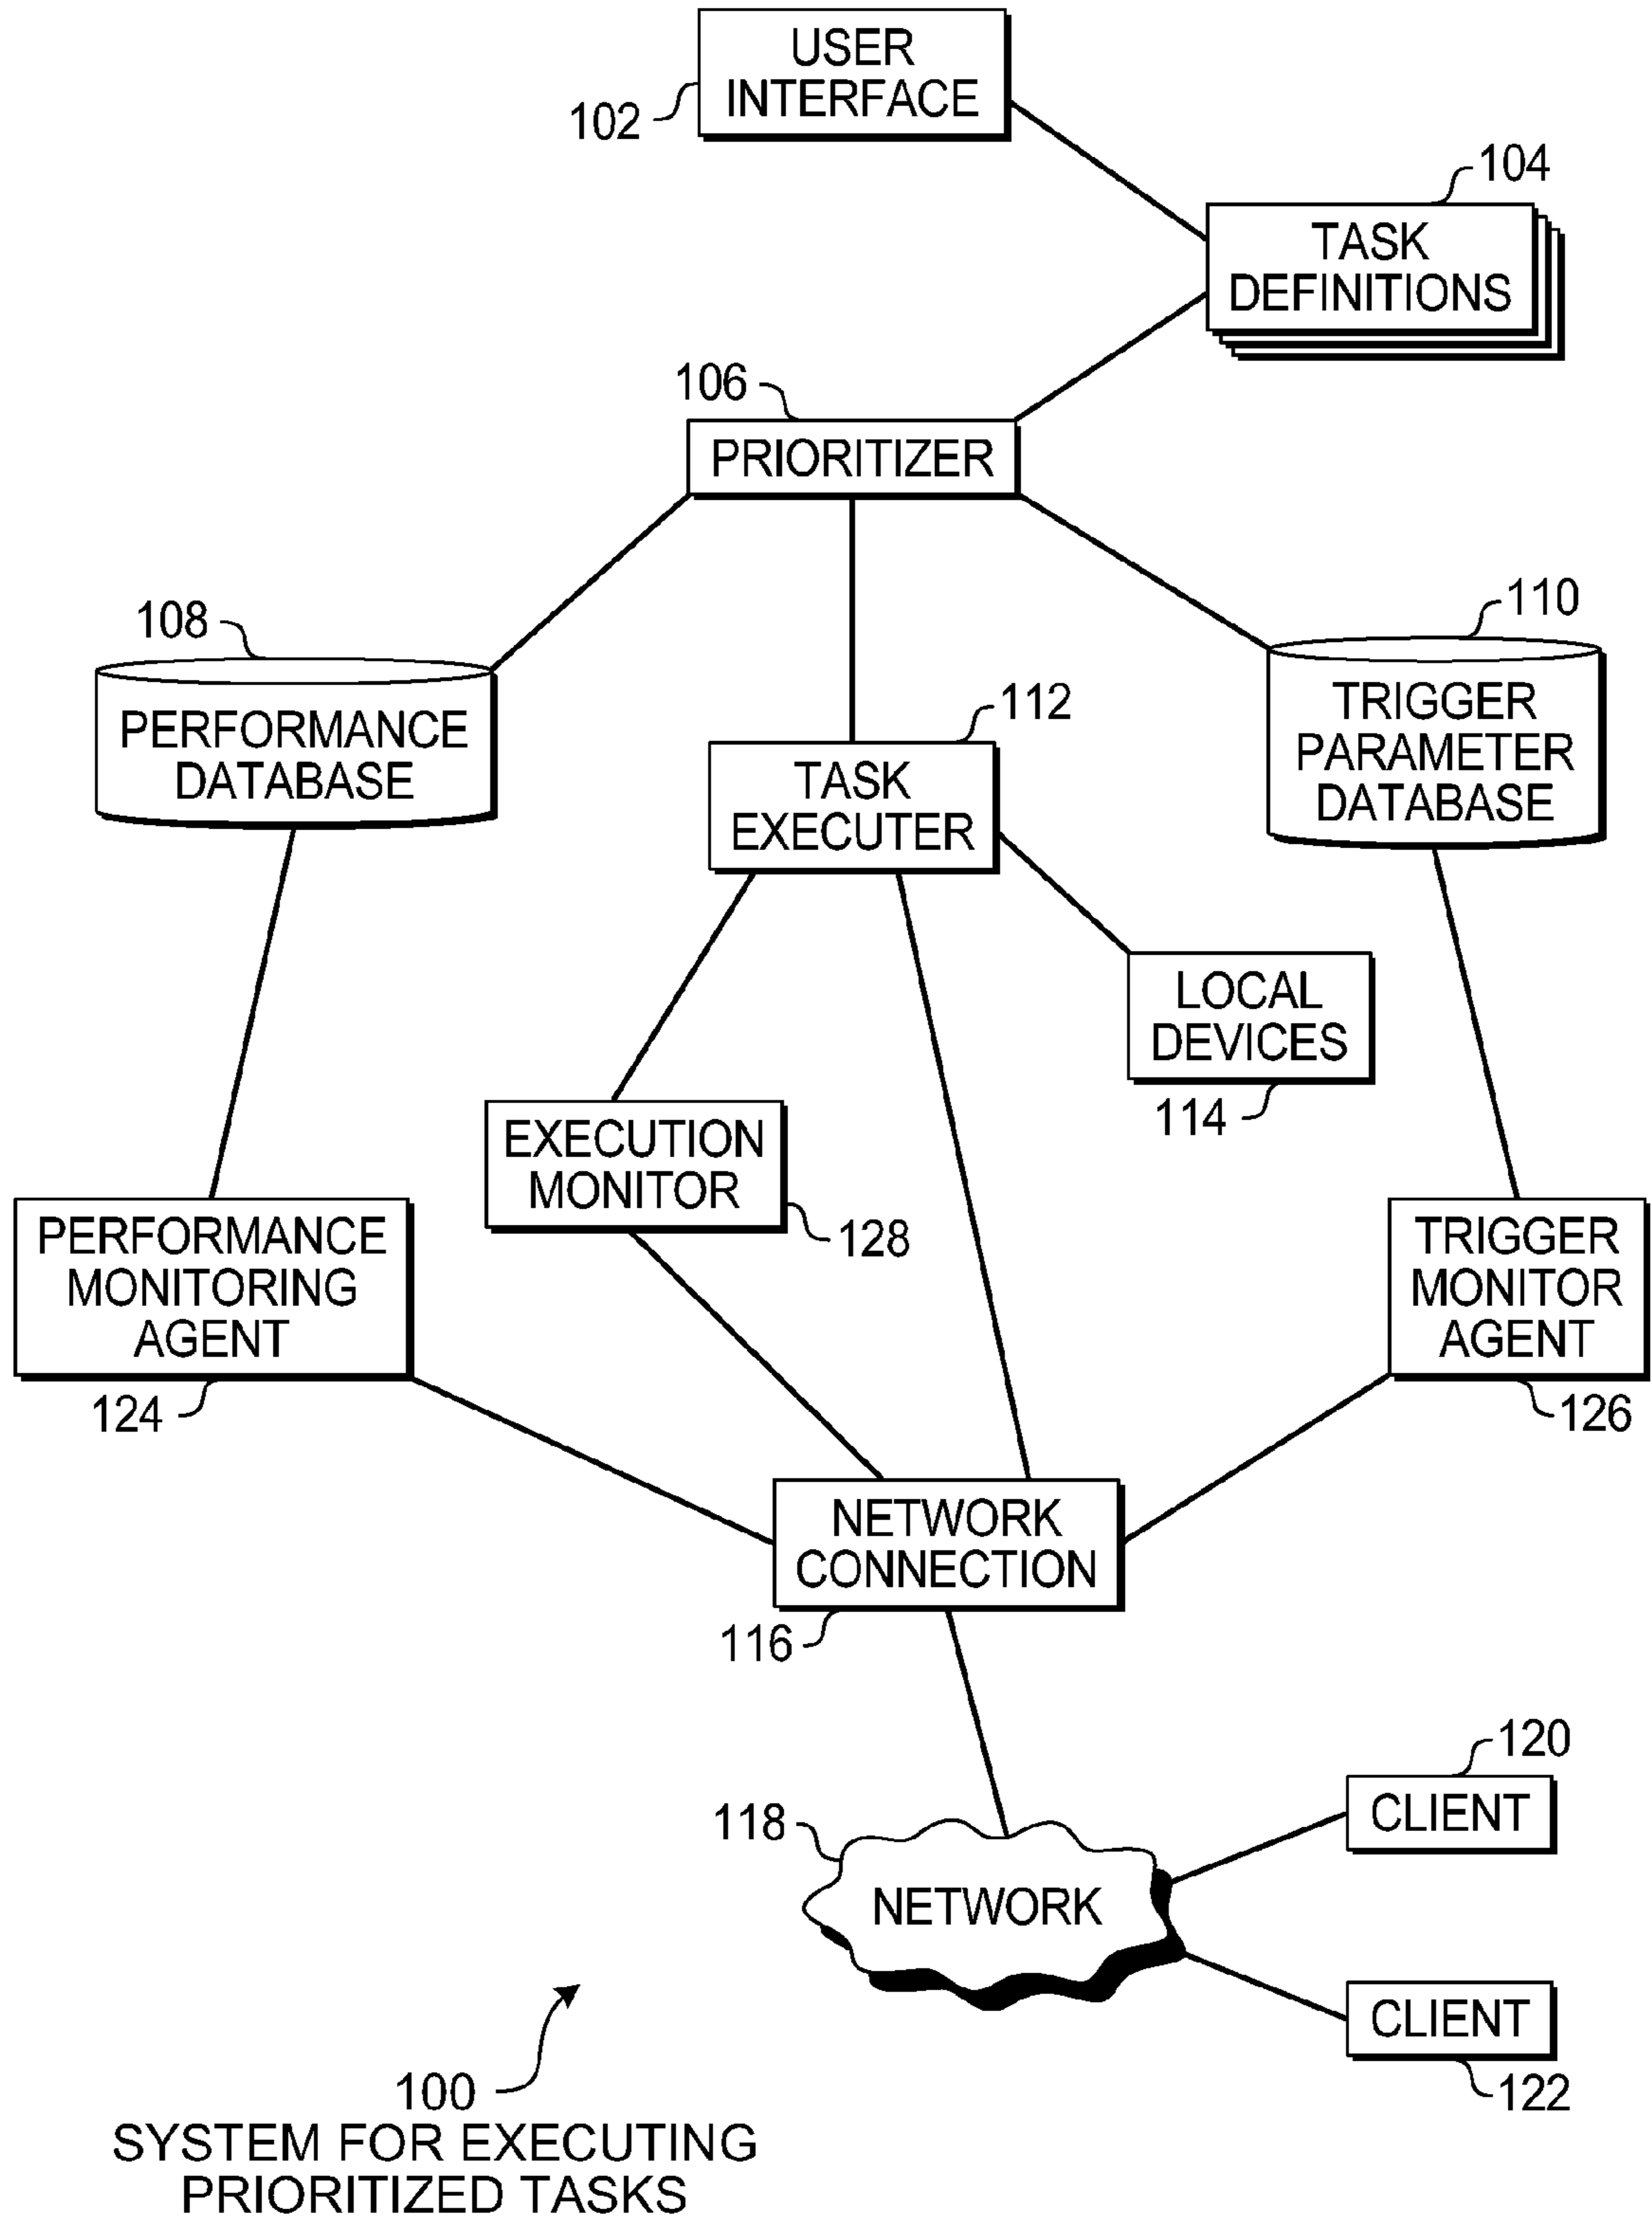 USER
INTERFACE
102
104
TASK
DEFINITIONS
106
PRIORITIZER
108
PERFORMANCE
DATABASE
110
TRIGGER
PARAMETER
DATABASE
112
TASK
EXECUTER
LOCAL
DEVICES
114
EXECUTION
MONITOR
128
PERFORMANCE
MONITORING
AGENT
124
TRIGGER
MONITOR
AGENT
126
NETWORK
CONNECTION
116
118
NETWORK
120
CLIENT
CLIENT
122
100
SYSTEM FOR EXECUTING
PRIORITIZED TASKS